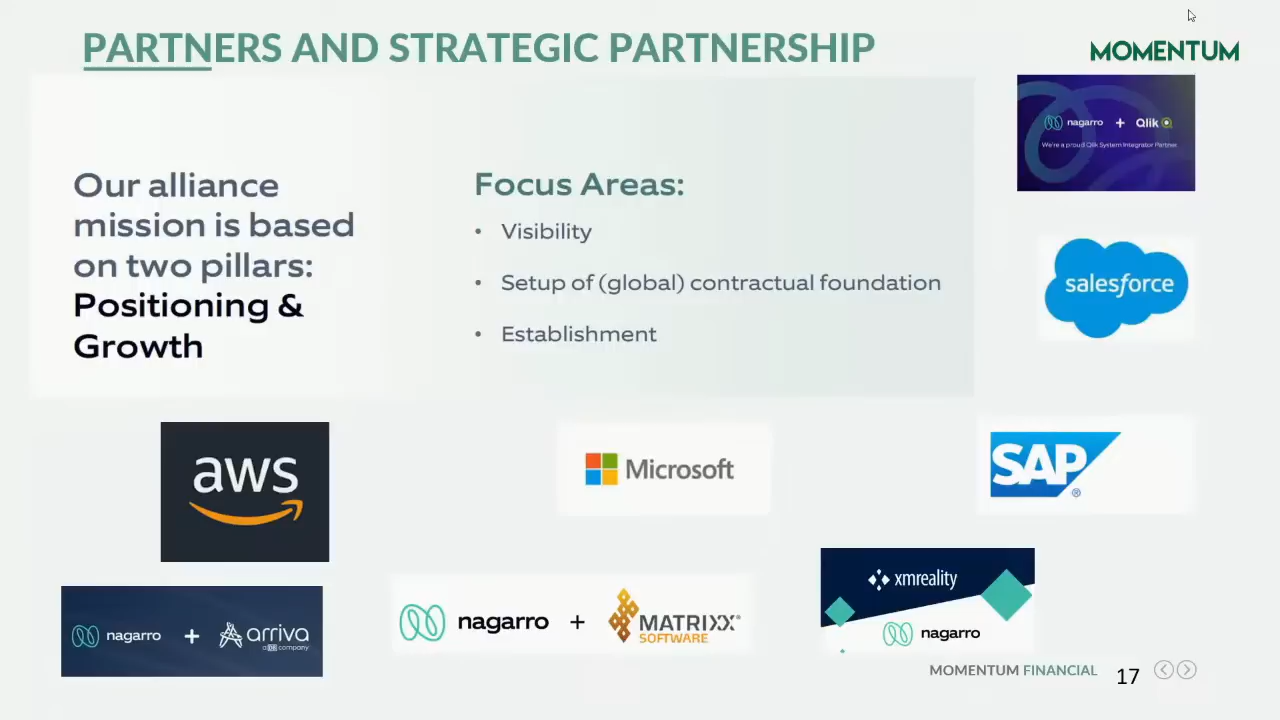 PARTNERS AND STRATEGIC PARTNERSHIP
MOMENTUM
nagarro + Qlik
We're a proud Qlik System Integrator Partner
Our alliance
mission is based
on two pillars:
Positioning &
Growth
Focus Areas:
• Visibility
• Setup of (global) contractual foundation
• Establishment
salesforce
aws
Microsoft
SAP®
nagarro + arriva
a DB company
nagarro + MATRIXX®
SOFTWARE
xmreality
nagarro
MOMENTUM FINANCIAL 17